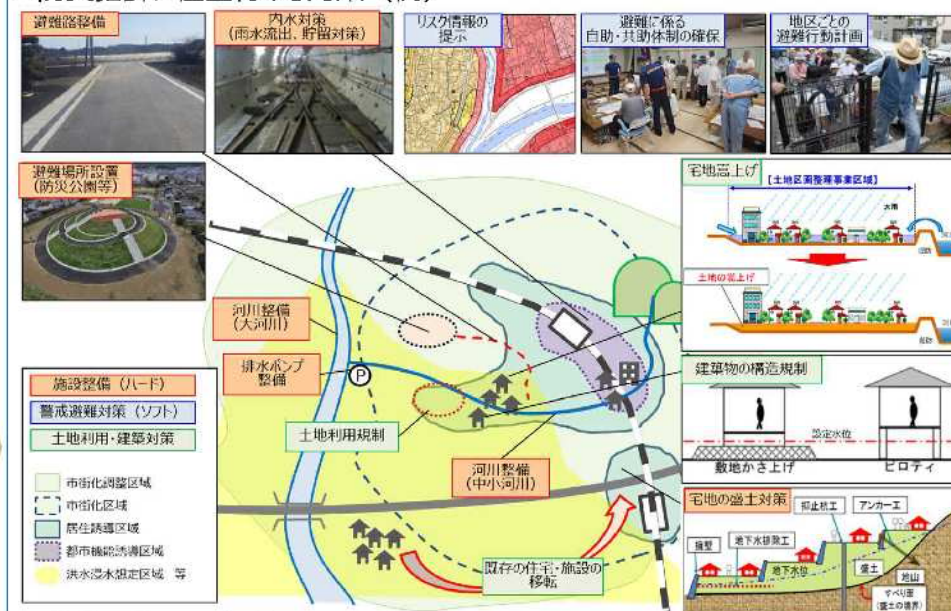 避難路整備
内水対策
(雨水流出、貯留対策)
リスク情報の
提示
避難に係る
自助・共助体制の確保
地区ごとの
避難行動計画
避難場所設置
(防災公園等)
宅地嵩上げ
【土地区画整理事業区域】
大雨
土地の嵩上げ
河川整備
(大河川)
排水ポンプ
整備
P
土地利用規制
河川整備
(中小河川)
既存の住宅・施設の
移転
建築物の構造規制
設定水位
敷地かさ上げ
ピロティ
宅地の盛土対策
抑止杭工
アンカー工
擁壁
地下水排除工
地下水位
盛土
地山
すべり面
(盛土の境界)
施設整備(ハード)
警戒避難対策(ソフト)
土地利用・建築対策
市街化調整区域
市街化区域
居住誘導区域
都市機能誘導区域
洪水浸水想定区域 等